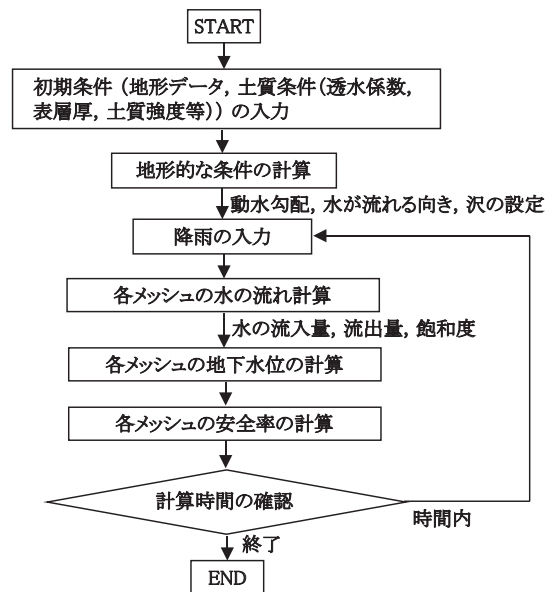 START
初期条件（地形データ, 土質条件(透水係数,
表層厚, 土質強度等)）の入力
地形的な条件の計算
動水勾配, 水が流れる向き, 沢の設定
降雨の入力
各メッシュの水の流れ計算
水の流入量, 流出量, 飽和度
各メッシュの地下水位の計算
各メッシュの安全率の計算
計算時間の確認
時間内
終了
END